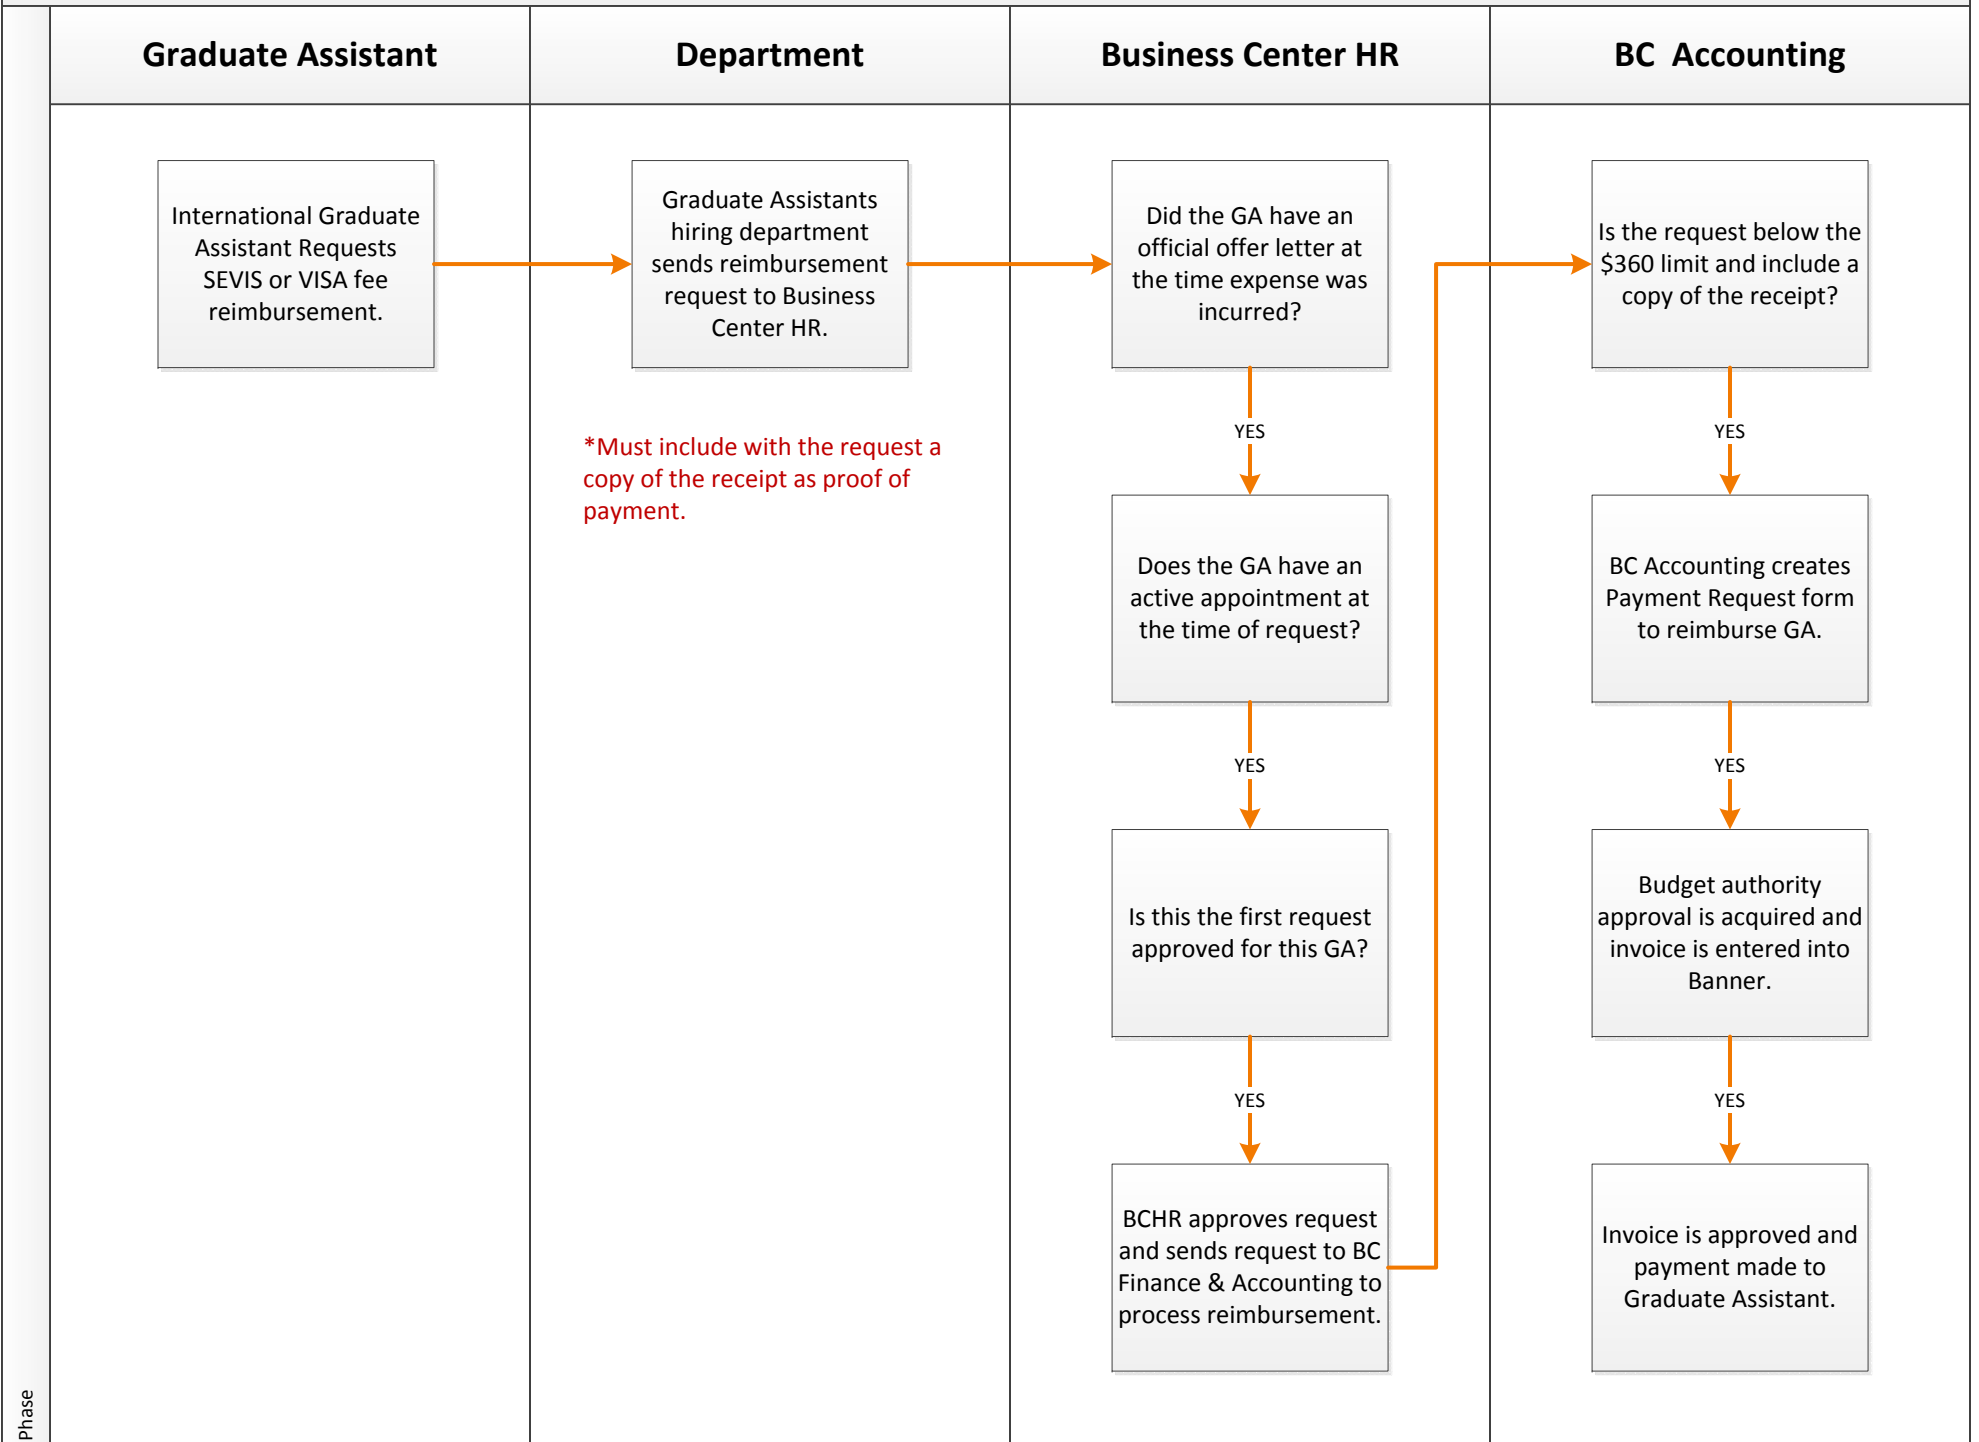 Graduate Assistant
Department
Business Center HR
BC  Accounting
International Graduate
Assistant Requests
SEVIS or VISA fee
reimbursement.
Graduate Assistants
hiring department
sends reimbursement
request to Business
Center HR.
*Must include with the request a
copy of the receipt as proof of
payment.
Did the GA have an
official offer letter at
the time expense was
incurred?
YES
Does the GA have an
active appointment at
the time of request?
YES
Is this the first request
approved for this GA?
YES
BCHR approves request
and sends request to BC
Finance & Accounting to
process reimbursement.
Is the request below the
$360 limit and include a
copy of the receipt?
YES
BC Accounting creates
Payment Request form
to reimburse GA.
YES
Budget authority
approval is acquired and
invoice is entered into
Banner.
YES
Invoice is approved and
payment made to
Graduate Assistant.
Phase